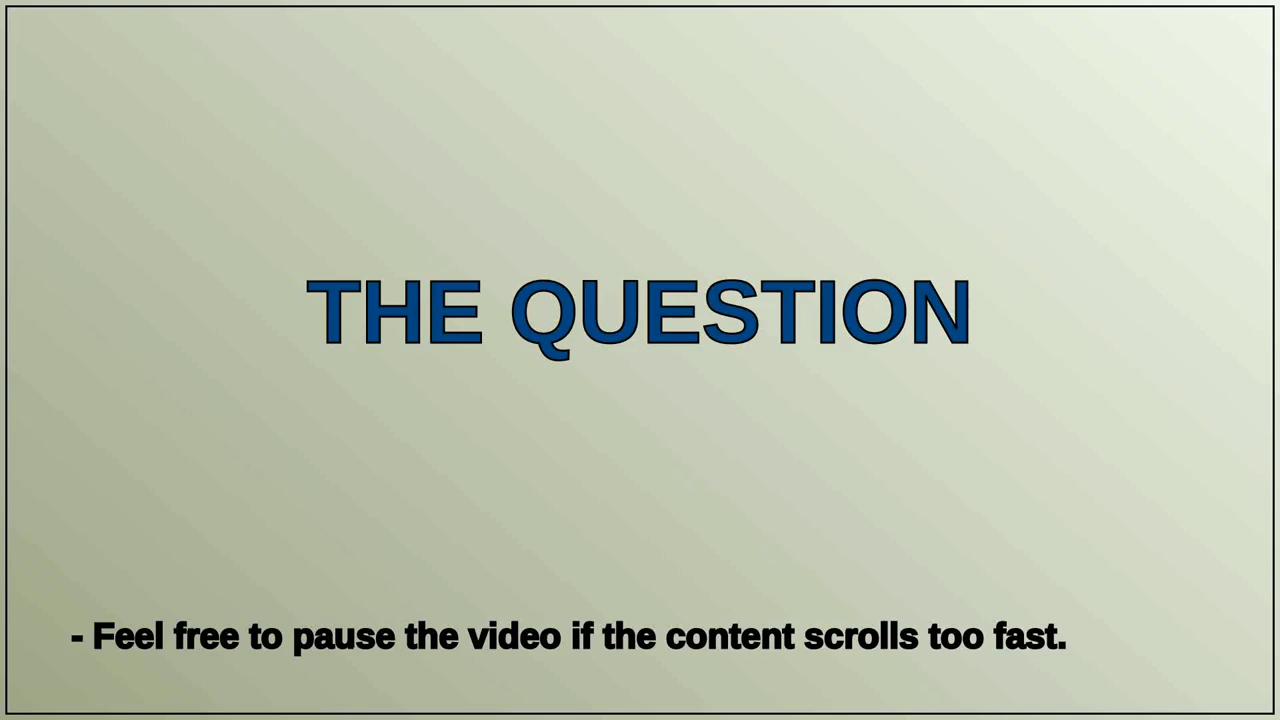 THE QUESTION
- Feel free to pause the video if the content scrolls too fast.